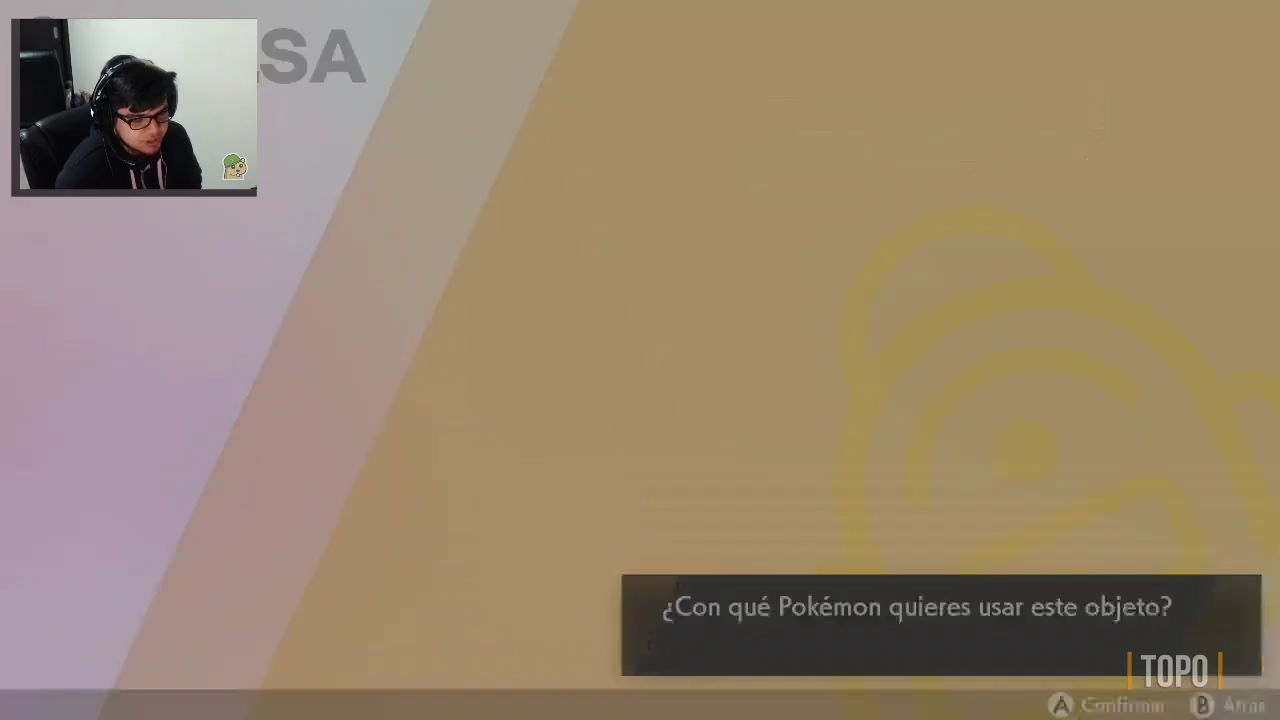 SA
¿Con qué Pokémon quieres usar este objeto?
TOPO
A Confirmar B Atrás